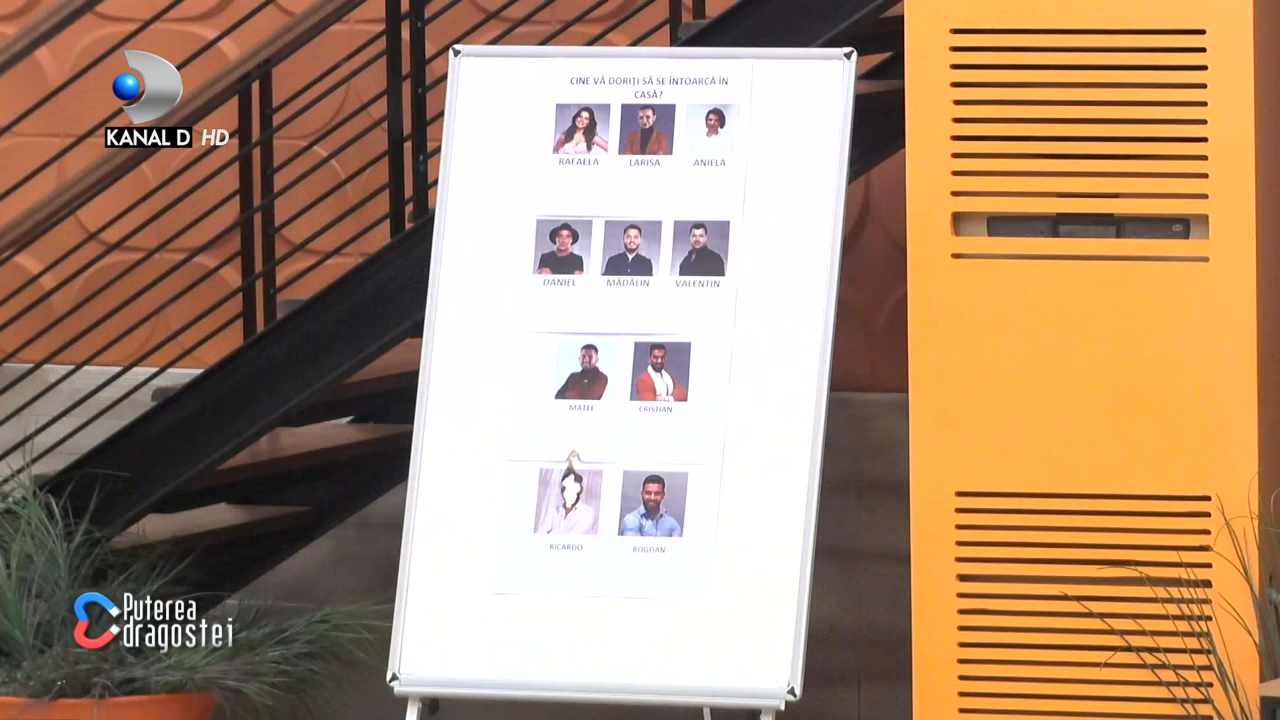 KANAL D HD
CINE VĂ DORIȚI SĂ SE ÎNTOARCĂ ÎN
CASĂ?
RAFAELA LARISA ANIELA
DANIEL MĂDĂLIN VALENTIN
MATEI CRISTIAN
RICARDO BOGDAN
Puterea
dragostei